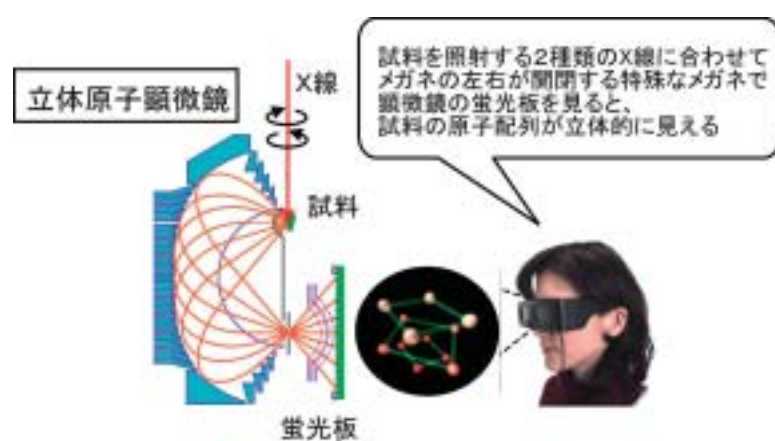 試料を照射する2種類のX線に合わせて
メガネの左右が開閉する特殊なメガネで
顕微鏡の蛍光板を見ると、
試料の原子配列が立体的に見える
立体原子顕微鏡
X線
試料
蛍光板